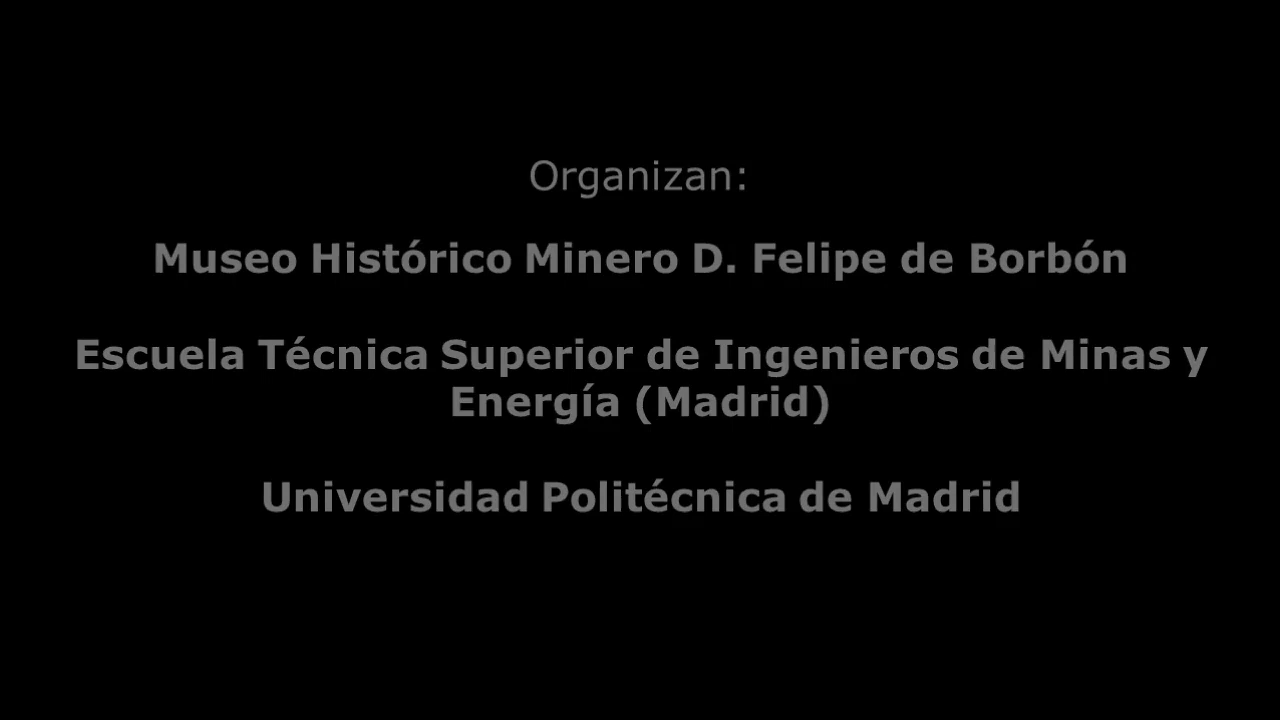 Organizan:
Museo Histórico Minero D. Felipe de Borbón
Escuela Técnica Superior de Ingenieros de Minas y
Energía (Madrid)
Universidad Politécnica de Madrid